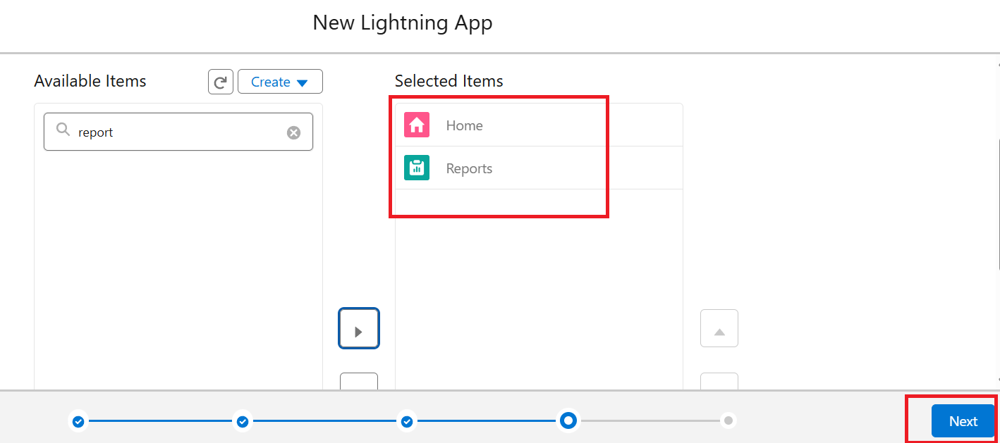 New Lightning App
Available Items
Create
Selected Items
report
Home
Reports
Next